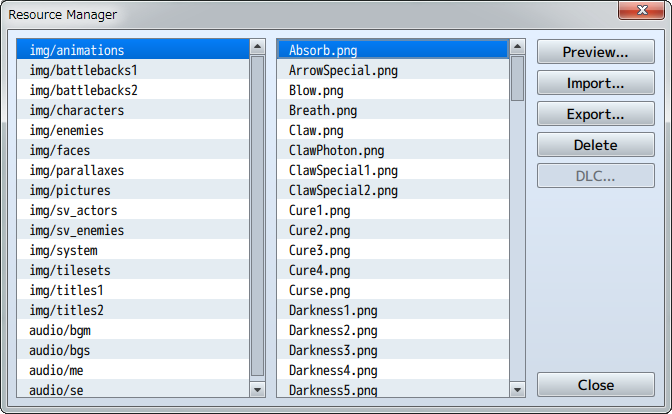 Resource Manager
img/animations
img/battlebacks1
img/battlebacks2
img/characters
img/enemies
img/faces
img/parallaxes
img/pictures
img/sv_actors
img/sv_enemies
img/system
img/tilesets
img/titles1
img/titles2
audio/bgm
audio/bgs
audio/me
audio/se
Absorb.png
ArrowSpecial.png
Blow.png
Breath.png
Claw.png
ClawPhoton.png
ClawSpecial1.png
ClawSpecial2.png
Cure1.png
Cure2.png
Cure3.png
Cure4.png
Curse.png
Darkness1.png
Darkness2.png
Darkness3.png
Darkness4.png
Darkness5.png
Preview...
Import...
Export...
Delete
DLC...
Close